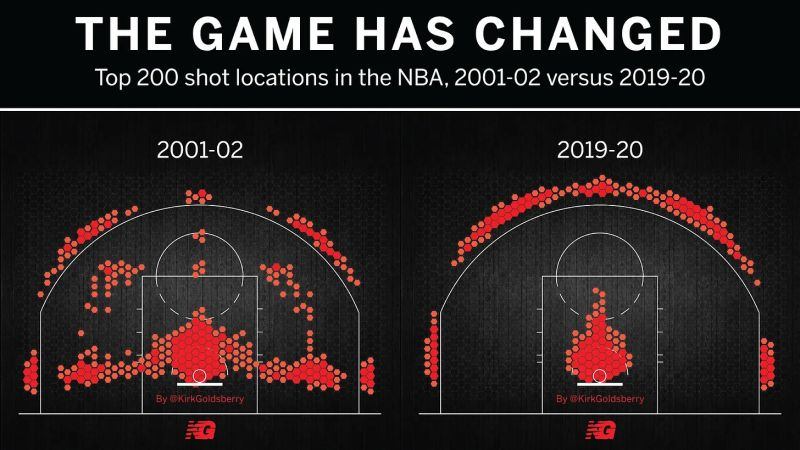 THE GAME HAS CHANGED
Top 200 shot locations in the NBA, 2001-02 versus 2019-20
2001-02
2019-20
By @KirkGoldsberry
By @KirkGoldsberry
G
G